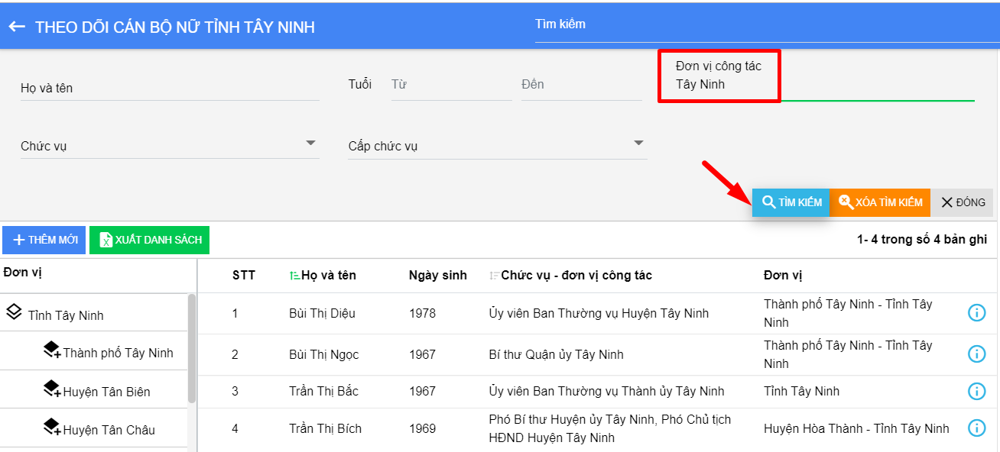 THEO DÕI CÁN BỘ NỮ TỈNH TÂY NINH
Tìm kiếm
Họ và tên
Tuổi
Từ
Đến
Đơn vị công tác
Tây Ninh
Chức vụ
Cấp chức vụ
TÌM KIẾM
XÓA TÌM KIẾM
ĐÓNG
THÊM MỚI
XUẤT DANH SÁCH
1- 4 trong số 4 bản ghi
Đơn vị
Tỉnh Tây Ninh
Thành phố Tây Ninh
Huyện Tân Biên
Huyện Tân Châu
STT Họ và tên Ngày sinh Chức vụ - đơn vị công tác Đơn vị
1 Bùi Thị Diệu 1978 Ủy viên Ban Thường vụ Huyện Tây Ninh Thành phố Tây Ninh - Tỉnh Tây
Ninh
2 Bùi Thị Ngọc 1967 Bí thư Quận ủy Tây Ninh Thành phố Tây Ninh - Tỉnh Tây
Ninh
3 Trần Thị Bắc 1967 Ủy viên Ban Thường vụ Thành ủy Tây Ninh Tỉnh Tây Ninh
4 Trần Thị Bích 1969 Phó Bí thư Huyện ủy Tây Ninh, Phó Chủ tịch
HĐND Huyện Tây Ninh
Huyện Hòa Thành - Tỉnh Tây Ninh